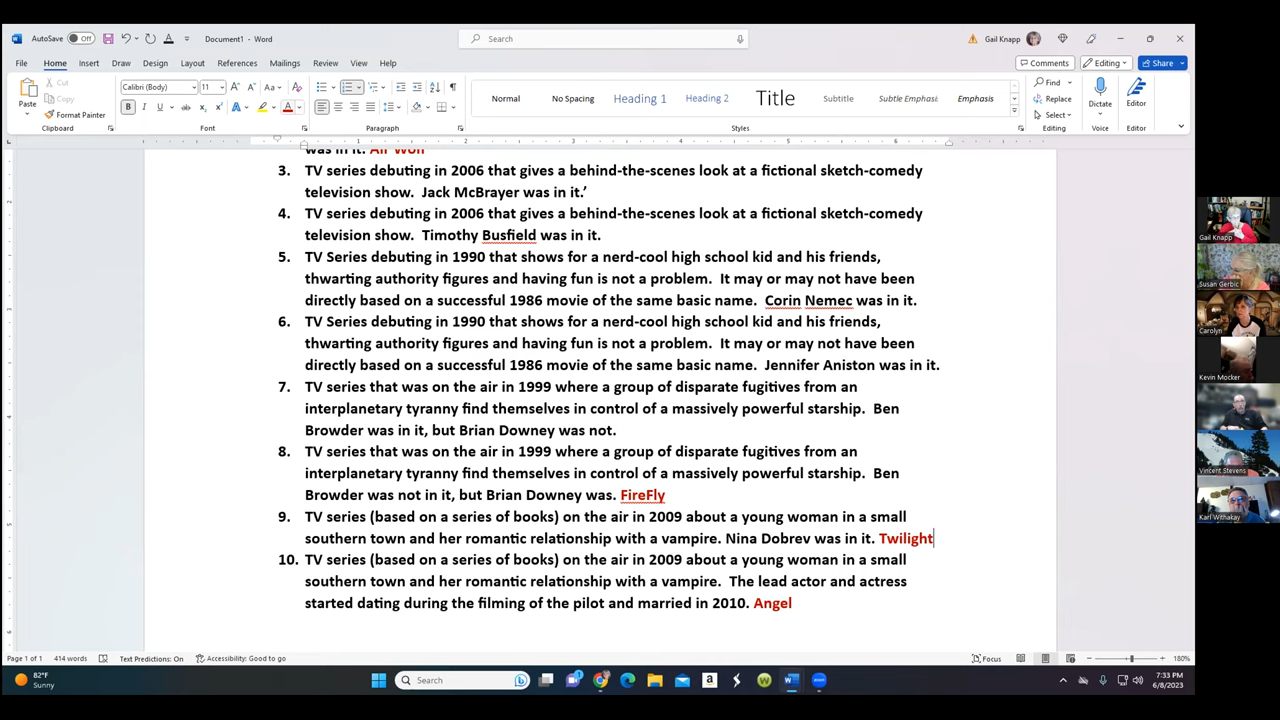 AutoSave Off Document1 - Word Search Gail Knapp
File Home Insert Draw Design Layout References Mailings Review View Help Comments Editing Share
Paste Cut Copy Format Painter Calibri (Body) 11 Normal No Spacing Heading 1 Heading 2 Title Subtitle Subtle Emphasis Emphasis Find Replace Select Dictate Editor
Clipboard Font Paragraph Styles Editing Voice Editor
was in it. Air Wolf
3. TV series debuting in 2006 that gives a behind-the-scenes look at a fictional sketch-comedy
television show. Jack McBrayer was in it.’
4. TV series debuting in 2006 that gives a behind-the-scenes look at a fictional sketch-comedy
television show. Timothy Busfield was in it.
5. TV Series debuting in 1990 that shows for a nerd-cool high school kid and his friends,
thwarting authority figures and having fun is not a problem. It may or may not have been
directly based on a successful 1986 movie of the same basic name. Corin Nemec was in it.
6. TV Series debuting in 1990 that shows for a nerd-cool high school kid and his friends,
thwarting authority figures and having fun is not a problem. It may or may not have been
directly based on a successful 1986 movie of the same basic name. Jennifer Aniston was in it.
7. TV series that was on the air in 1999 where a group of disparate fugitives from an
interplanetary tyranny find themselves in control of a massively powerful starship. Ben
Browder was in it, but Brian Downey was not.
8. TV series that was on the air in 1999 where a group of disparate fugitives from an
interplanetary tyranny find themselves in control of a massively powerful starship. Ben
Browder was not in it, but Brian Downey was. FireFly
9. TV series (based on a series of books) on the air in 2009 about a young woman in a small
southern town and her romantic relationship with a vampire. Nina Dobrev was in it. Twilight
10. TV series (based on a series of books) on the air in 2009 about a young woman in a small
southern town and her romantic relationship with a vampire. The lead actor and actress
started dating during the filming of the pilot and married in 2010. Angel
Page 1 of 1 414 words Text Predictions: On Accessibility: Good to go Focus 180%
82°F
Sunny
Search
7:33 PM
6/8/2023
Gail Knapp
Susan Gerbic
Carolyn
Kevin Mocker
Vincent Stevens
Karl Withakay